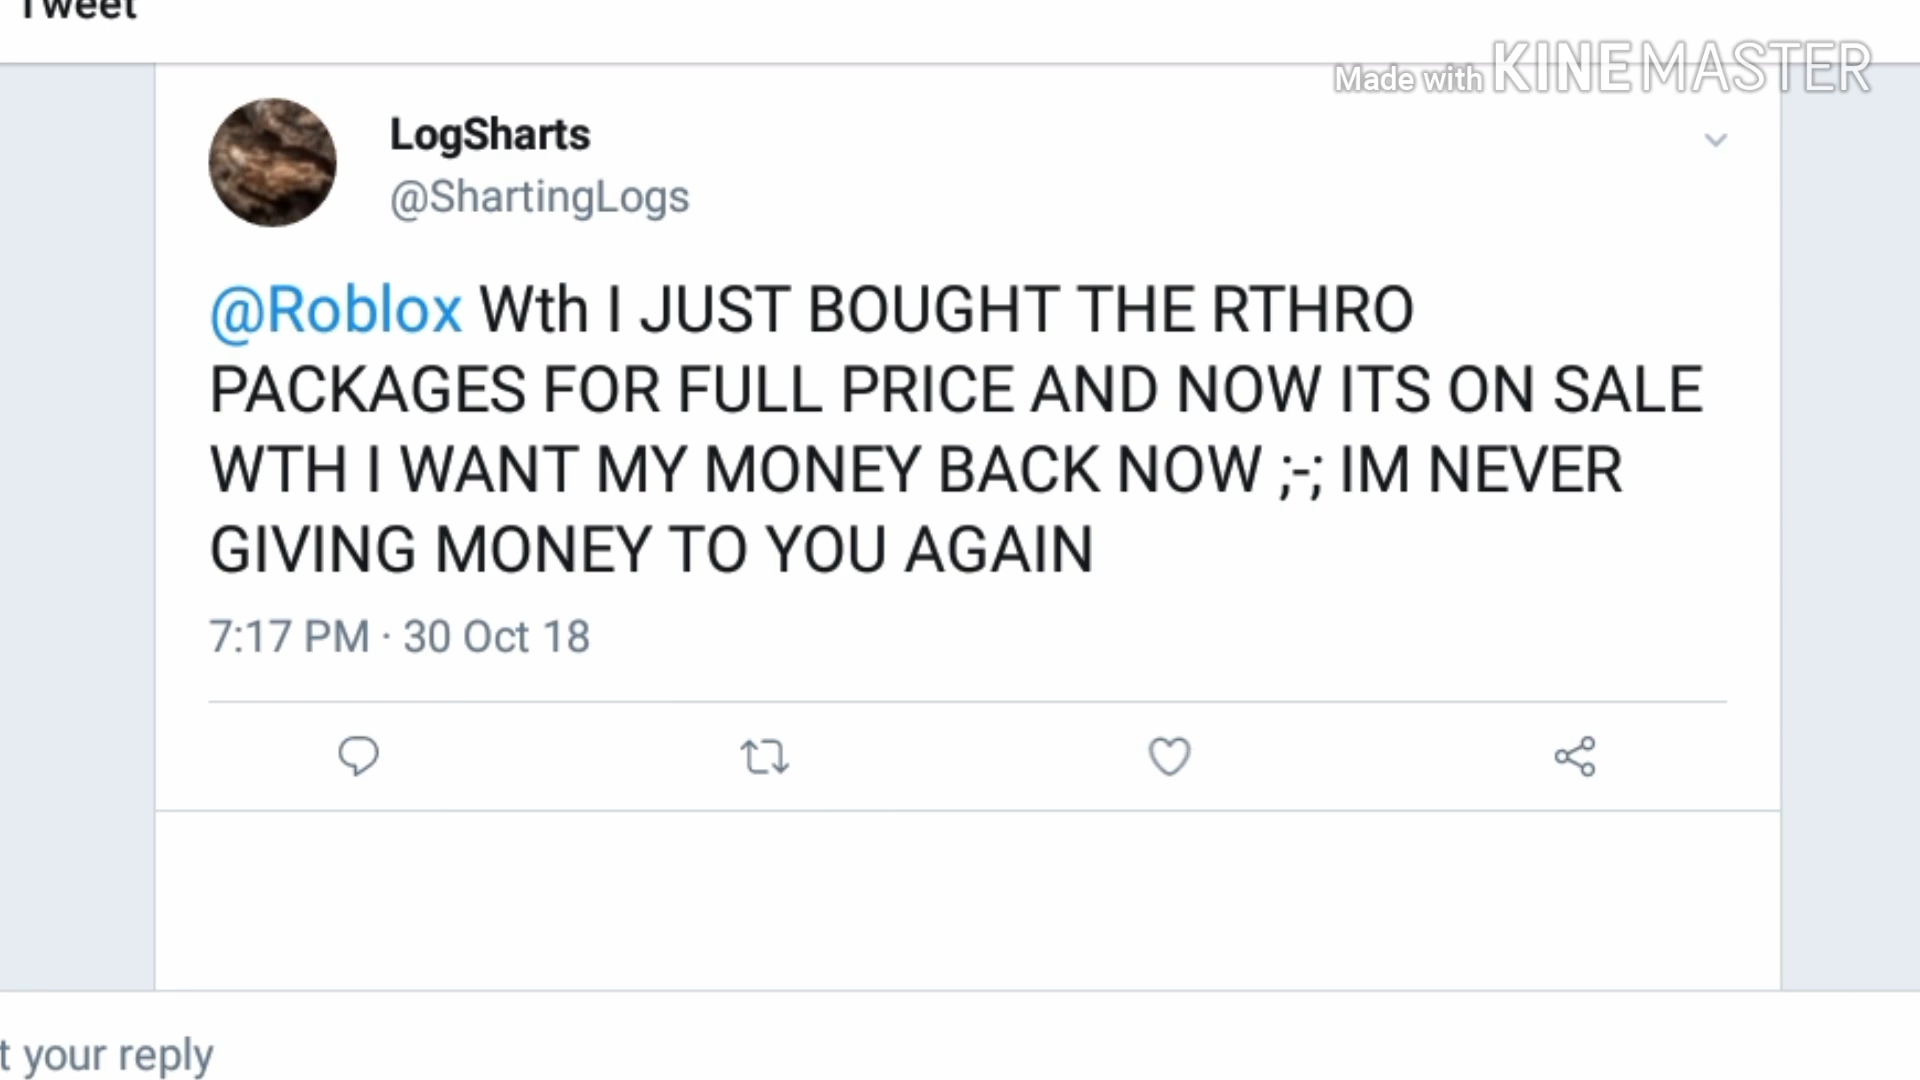 Tweet
Made with KINEMASTER
LogSharts
@ShartingLogs
@Roblox Wth I JUST BOUGHT THE RTHRO
PACKAGES FOR FULL PRICE AND NOW ITS ON SALE
WTH I WANT MY MONEY BACK NOW ;-; IM NEVER
GIVING MONEY TO YOU AGAIN
7:17 PM · 30 Oct 18
t your reply